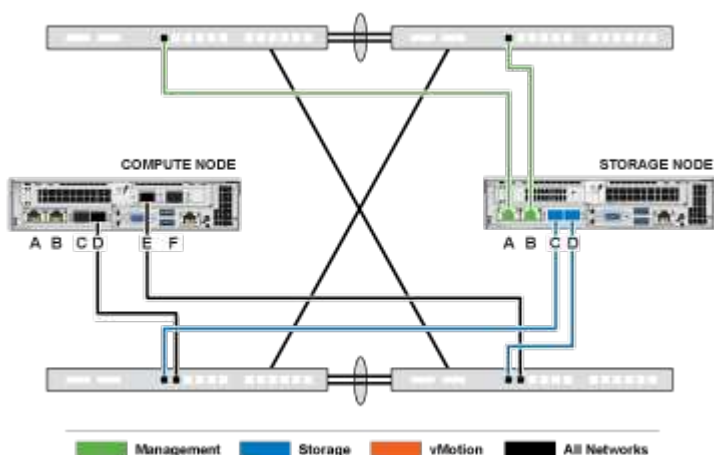 COMPUTE NODE
STORAGE NODE
A B C D E F
A B C D
Management Storage vMotion All Networks